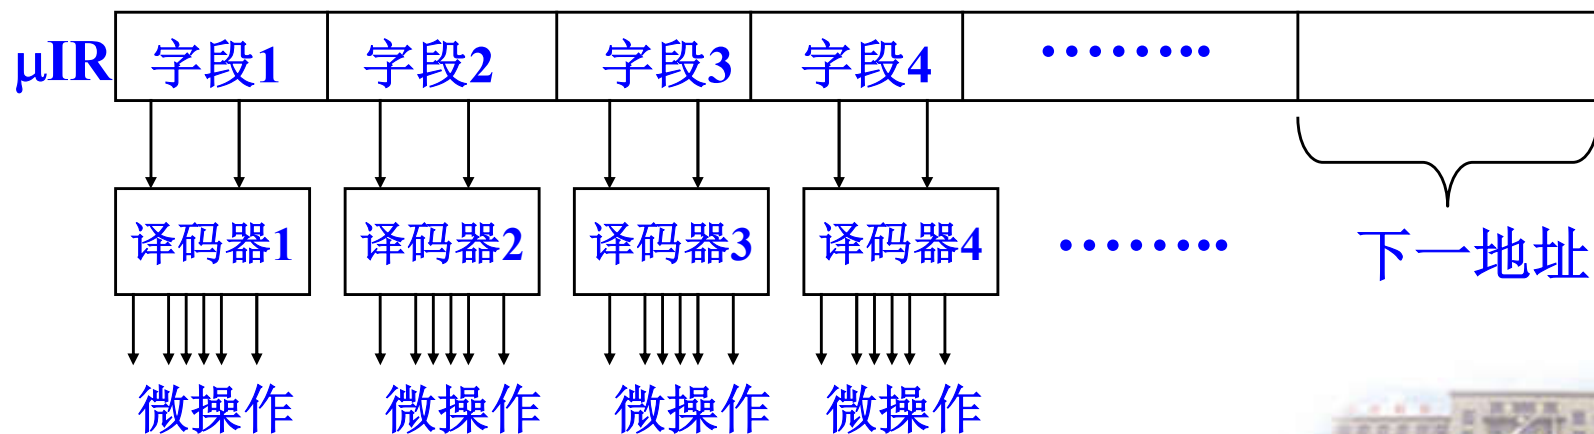 μIR 字段1 字段2 字段3 字段4 ········
译码器1 译码器2 译码器3 译码器4 ········ 下一地址
微操作 微操作 微操作 微操作